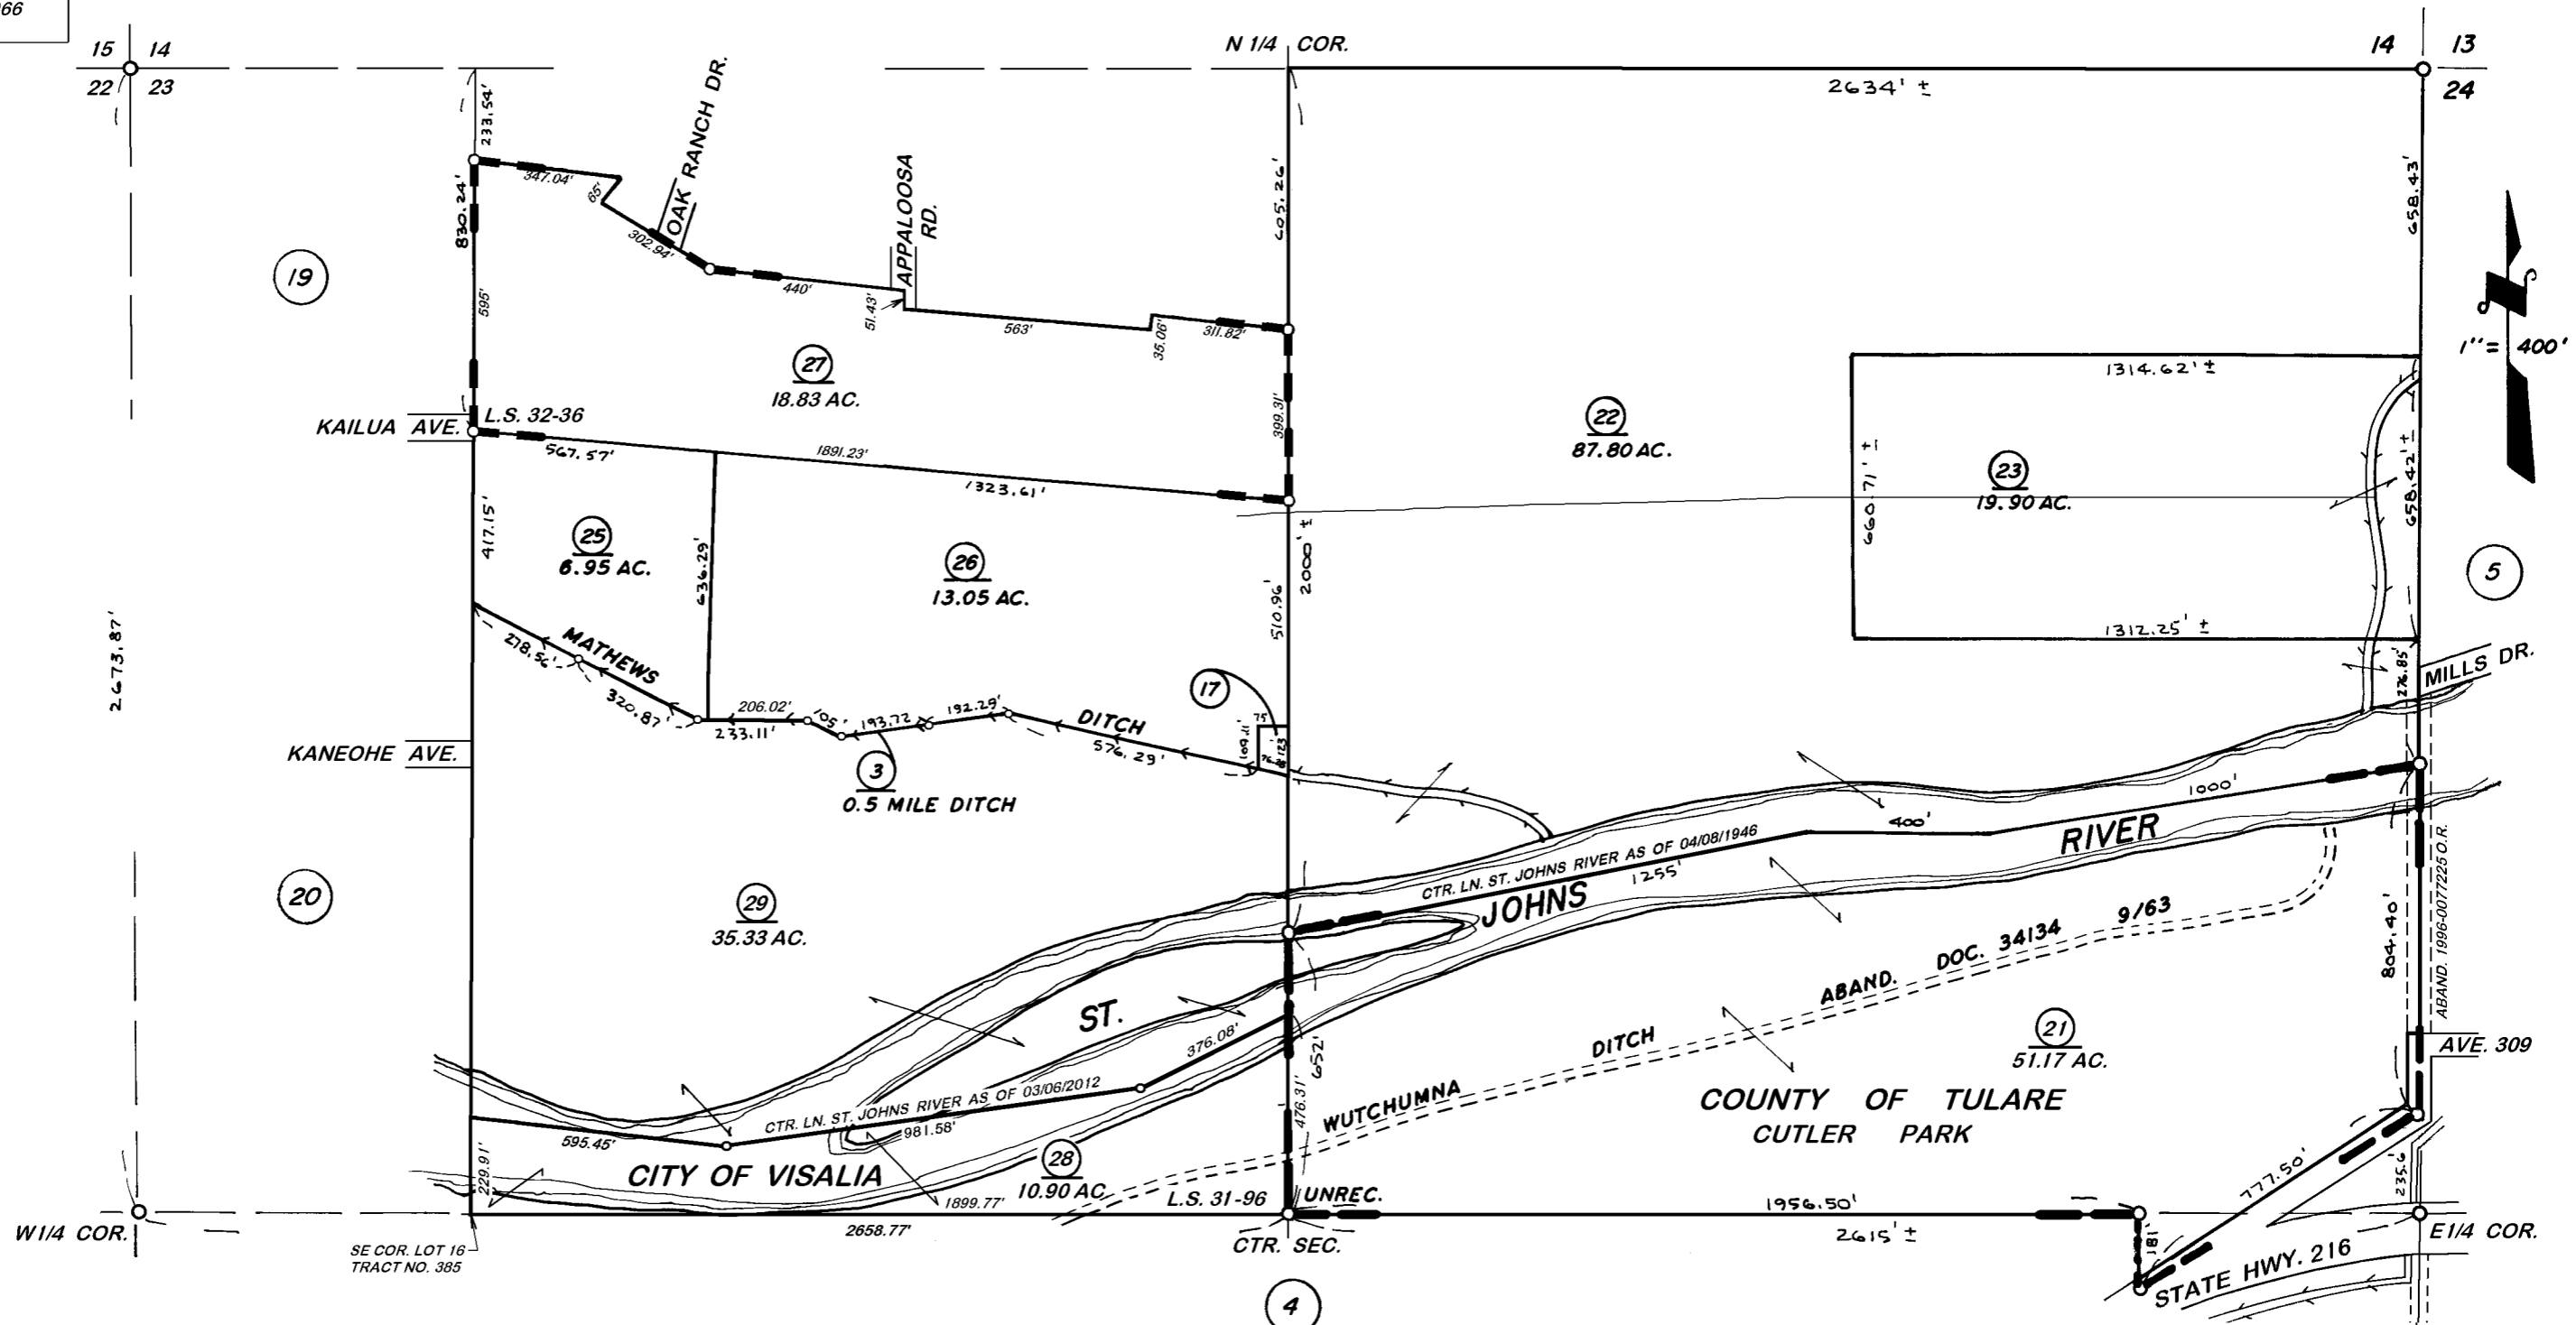 66
15 14
22 23
N 1/4 COR.
14 13
24
2634' ±
233.54'
OAK RANCH DR.
APPALOOSA
RD.
605.26'
658.43'
347.04'
65'
302.94'
830.24'
595'
440'
51.43'
563'
35.06'
311.82'
19
27
18.83 AC.
399.31'
22
87.80 AC.
1314.62' ±
1" = 400'
KAILUA AVE.
L.S. 32-36
567.57'
1891.23'
1323.61'
660.71' ±
23
19.90 AC.
658.42' ±
417.15'
25
6.95 AC.
636.29'
26
13.05 AC.
2000' ±
510.96'
5
1312.25' ±
2673.87'
278.56'
MATHEWS
320.87'
206.02'
233.11'
105'
193.72
192.29'
DITCH
576.29'
17
75'
109.11'
123'
276.85'
MILLS DR.
KANEOHE AVE.
3
0.5 MILE DITCH
1000'
400'
RIVER
CTR. LN. ST. JOHNS RIVER AS OF 04/08/1946
1255'
JOHNS
20
29
35.33 AC.
ST.
376.08'
652'
476.31'
CTR. LN. ST. JOHNS RIVER AS OF 03/06/2012
981.58'
595.45'
229.91'
CITY OF VISALIA
28
10.90 AC
1899.77'
L.S. 31-96
UNREC.
WUTCHUMNA
DITCH
ABAND.
DOC. 34134
9/63
804.40'
ABAND. 1996-0077225 O.R.
21
51.17 AC.
AVE. 309
COUNTY OF TULARE
CUTLER PARK
777.50'
235.6'
W1/4 COR.
SE COR. LOT 16
TRACT NO. 385
2658.77'
CTR. SEC.
1956.50'
2615' ±
181'
STATE HWY. 216
E1/4 COR.
4